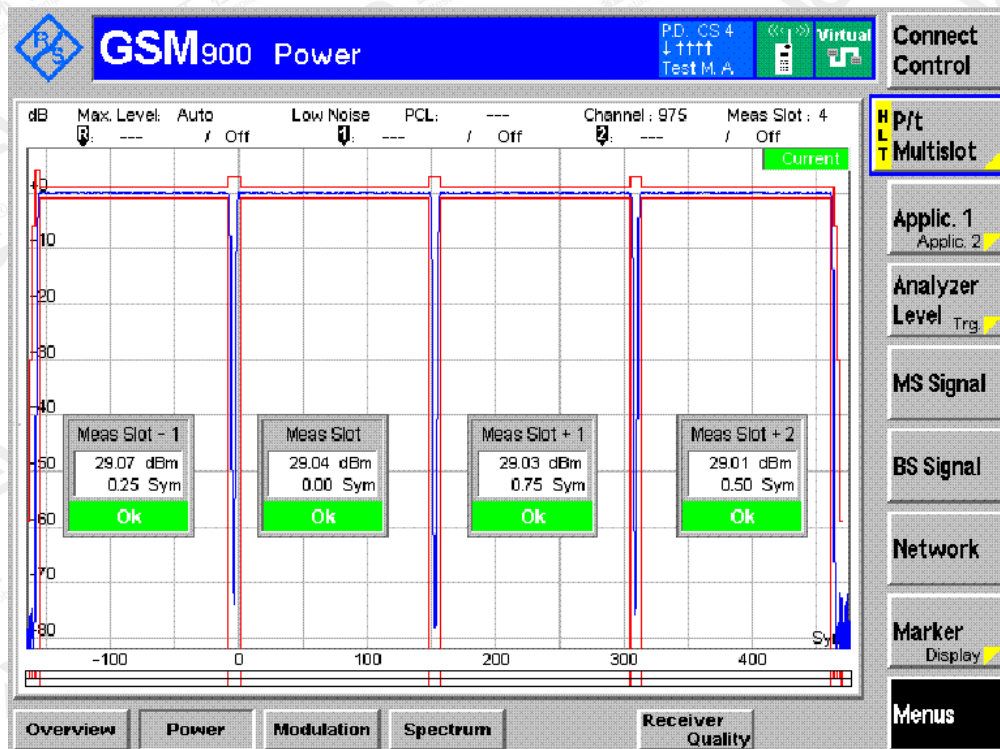 R&S
GSM900 Power
P.D. CS 4
Test M. A.
Virtual
Connect Control
dB Max. Level: Auto Low Noise PCL: --- Channel : 975 Meas Slot : 4
R: --- / Off 1: --- / Off 2: --- / Off
Current
HLT
P/t Multislot
+0
-10
-20
-30
-40
-50
-60
-70
-80
Applic. 1
Applic. 2
Analyzer Level Trg.
MS Signal
BS Signal
Network
Marker
Display
Menus
Meas Slot - 1
29.07 dBm
0.25 Sym
Ok
Meas Slot
29.04 dBm
0.00 Sym
Ok
Meas Slot + 1
29.03 dBm
0.75 Sym
Ok
Meas Slot + 2
29.01 dBm
0.50 Sym
Ok
-100 0 100 200 300 400
Overview Power Modulation Spectrum Receiver Quality